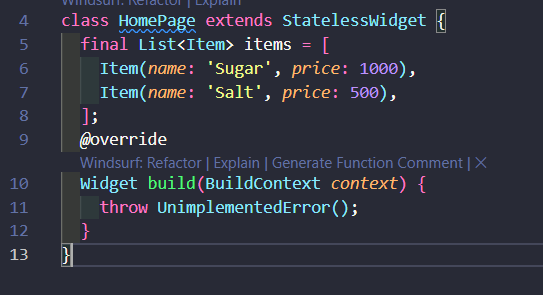 Windsurf: Refactor | Explain
4 class HomePage extends StatelessWidget {
5 final List<Item> items = [
6 Item(name: 'Sugar', price: 1000),
7 Item(name: 'Salt', price: 500),
8 ];
9 @override
Windsurf: Refactor | Explain | Generate Function Comment | ×
10 Widget build(BuildContext context) {
11 throw UnimplementedError();
12 }
13 }